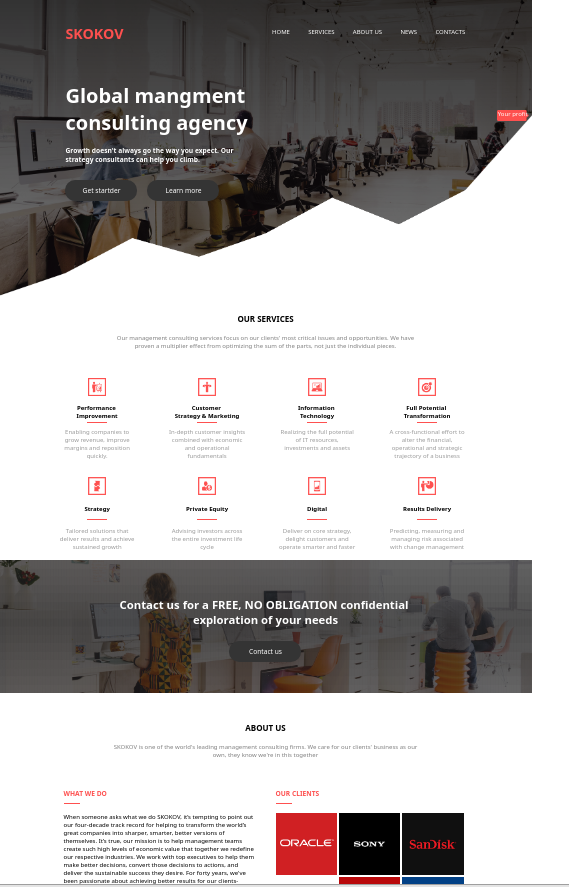 SKOKOV
HOME SERVICES ABOUT US NEWS CONTACTS
Global mangment
consulting agency
Your profit
Growth doesn't always go the way you expect. Our
strategy consultants can help you climb.
Get startder Learn more
OUR SERVICES
Our management consulting services focus on our clients' most critical issues and opportunities. We have
proven a multiplier effect from optimizing the sum of the parts, not just the individual pieces.
Performance
Improvement
Enabling companies to
grow revenue, improve
margins and reposition
quickly.
Customer
Strategy & Marketing
In-depth customer insights
combined with economic
and operational
fundamentals
Information
Technology
Realizing the full potential
of IT resources,
investments and assets
Full Potential
Transformation
A cross-functional effort to
alter the financial,
operational and strategic
trajectory of a business
Strategy
Tailored solutions that
deliver results and achieve
sustained growth
Private Equity
Advising investors across
the entire investment life
cycle
Digital
Deliver on core strategy,
delight customers and
operate smarter and faster
Results Delivery
Predizing, measuring and
managing risk associated
with change management
Contact us for a FREE, NO OBLIGATION confidential
exploration of your needs
Contact us
ABOUT US
SKOKOV is one of the world's leading management consulting firms. We care for our clients' business as our
own, they know we're in this together
WHAT WE DO
When someone asks what we do SKOKOV, it's tempting to point out
our four-decade track record for helping to transform the world's
great companies into sharper, smarter, better versions of
themselves. It's true, our mission is to help management teams
create such high levels of economic value that together we redefine
our respective industries. We work with top executives to help them
make better decisions, convert those decisions to actions, and
deliver the sustainable success they desire. For forty years, we've
been passionate about achieving better results for our clients-
OUR CLIENTS
ORACLE
SONY
SanDisk